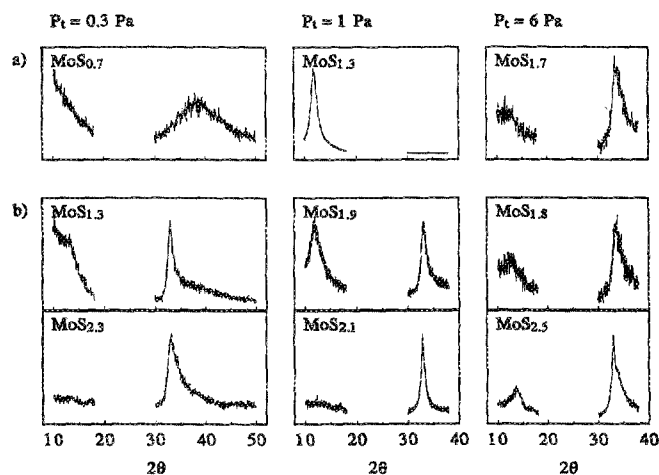 Pt = 0.3 Pa Pt = 1 Pa Pt = 6 Pa
a) MoS0.7 MoS1.3 MoS1.7
b) MoS1.3 MoS1.9 MoS1.8
MoS2.3 MoS2.1 MoS2.5
10 20 30 40 50 10 20 30 40 10 20 30 40
2θ 2θ 2θ